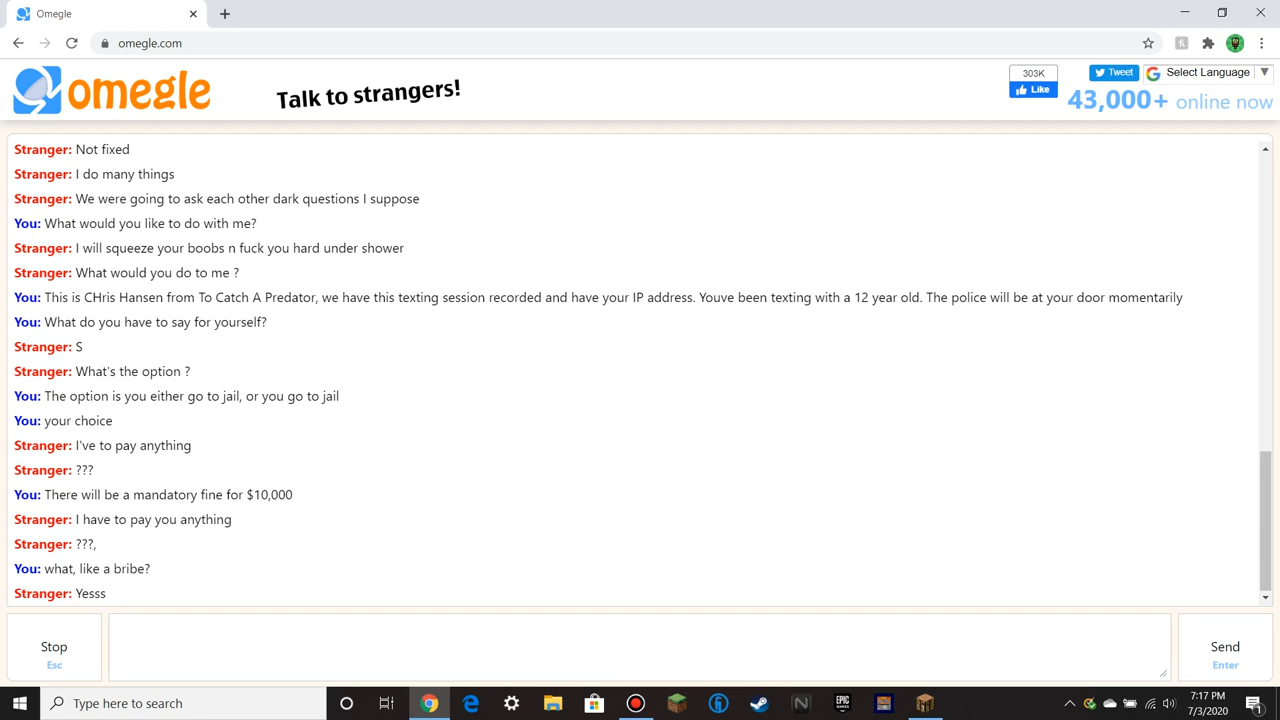 Omegle
omegle.com
omegle
Talk to strangers!
303K
Like
Tweet
Select Language
43,000+ online now
Stranger: Not fixed
Stranger: I do many things
Stranger: We were going to ask each other dark questions I suppose
You: What would you like to do with me?
Stranger: I will squeeze your boobs n fuck you hard under shower
Stranger: What would you do to me ?
You: This is CHris Hansen from To Catch A Predator, we have this texting session recorded and have your IP address. Youve been texting with a 12 year old. The police will be at your door momentarily
You: What do you have to say for yourself?
Stranger: S
Stranger: What's the option ?
You: The option is you either go to jail, or you go to jail
You: your choice
Stranger: I've to pay anything
Stranger: ???
You: There will be a mandatory fine for $10,000
Stranger: I have to pay you anything
Stranger: ???,
You: what, like a bribe?
Stranger: Yesss
Stop
Esc
Send
Enter
Type here to search
7:17 PM
7/3/2020